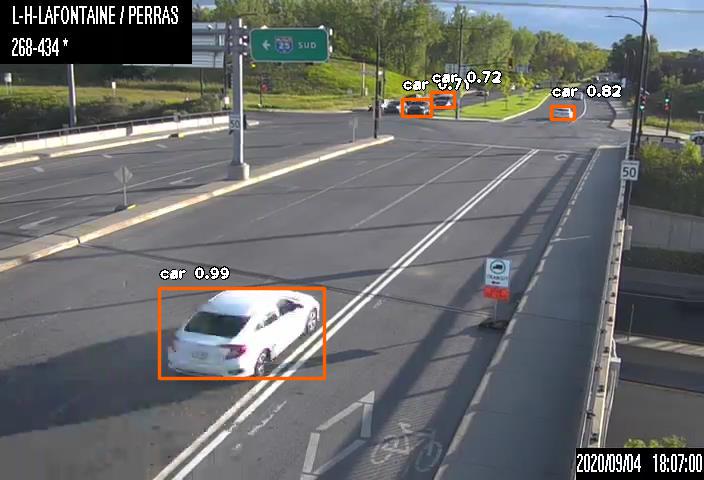 L-H-LAFONTAINE / PERRAS
268-434 *
25 SUD
car 0.71
car 0.72
car 0.82
50
car 0.99
2020/09/04 18:07:00